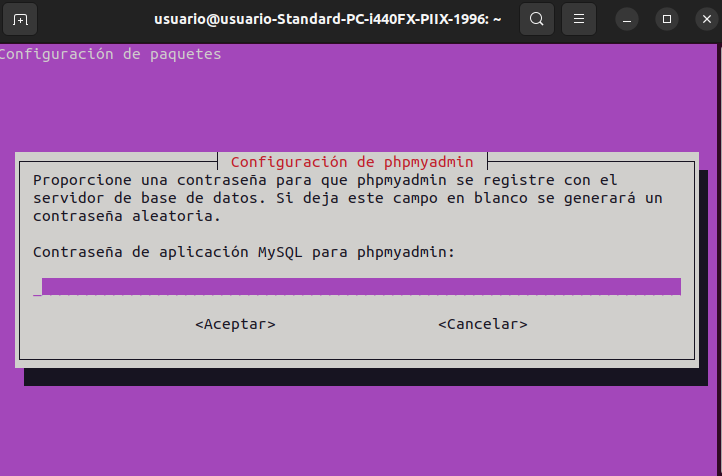 usuario@usuario-Standard-PC-i440FX-PIIX-1996: ~
Configuración de paquetes
Configuración de phpmyadmin
Proporcione una contraseña para que phpmyadmin se registre con el
servidor de base de datos. Si deja este campo en blanco se generará un
contraseña aleatoria.
Contraseña de aplicación MySQL para phpmyadmin:
<Aceptar> <Cancelar>